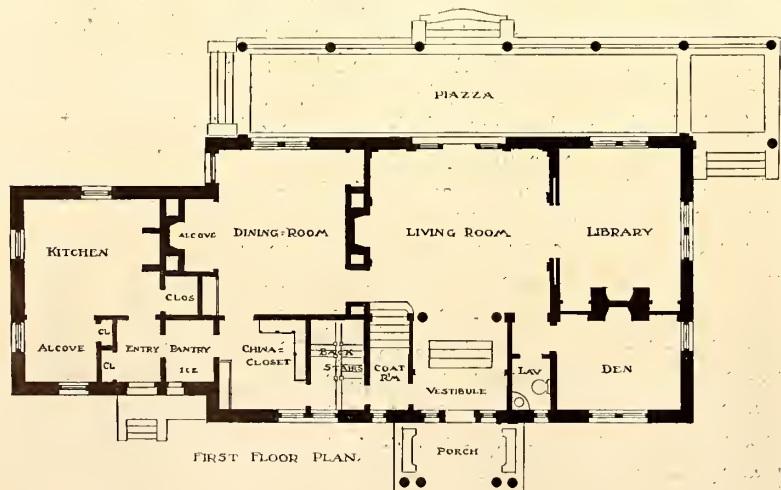 PIAZZA
ALCOVE
DINING=ROOM
LIVING ROOM
LIBRARY
KITCHEN
CLOS
CL
ALCOVE
ENTRY
PANTRY
ICE
CL
CHINA=
CLOSET
BACK
STAIRS
COAT
R'M
VESTIBULE
LAV
DEN
PORCH
FIRST FLOOR PLAN.